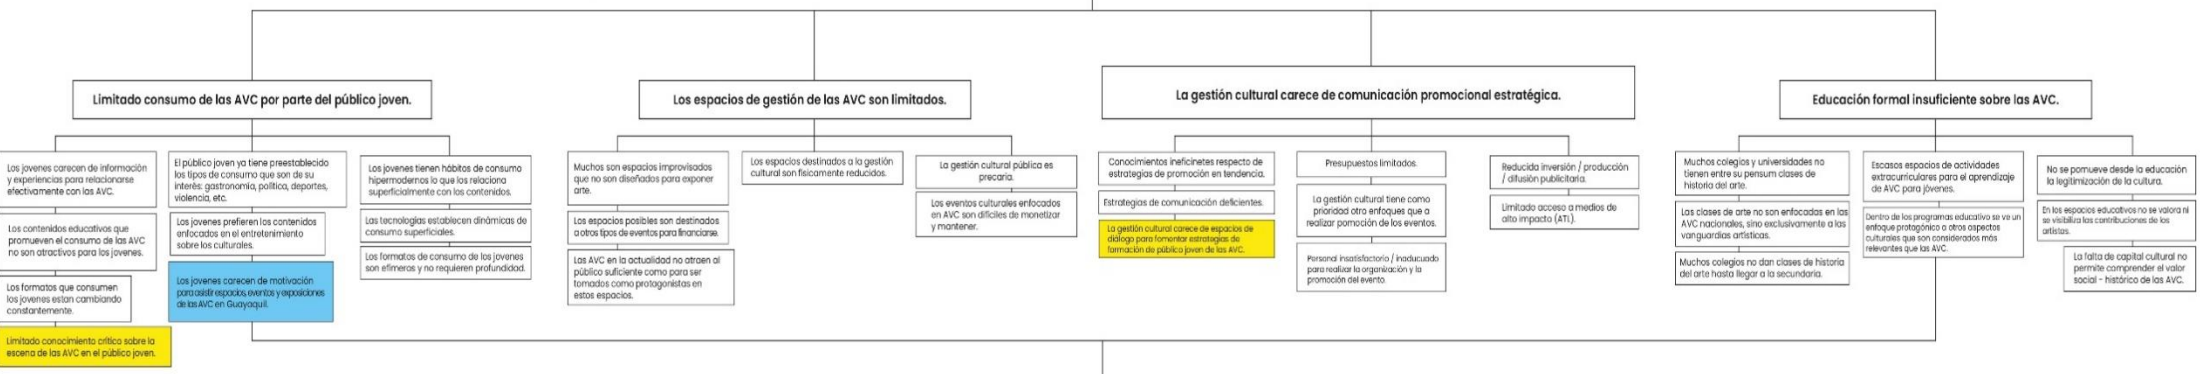 Limitado consumo de las AVC por parte del público joven.
Los jovenes carecen de información
y experiencias para relacionarse
efectivamente con las AVC.
Los contenidos educativos que
promueven el consumo de las AVC
no son atractivos para los jovenes.
Los formatos que consumen
los jovenes estan cambiando
constantemente.
Limitado conocimiento crítico sobre la
escena de las AVC en el público joven.
El público joven ya tiene preestablecido
los tipos de consumo que son de su
interés: gastronomía, política, deportes,
violencia, etc.
Los jovenes prefieren los contenidos
enfocados en el entretenimiento
sobre los culturales.
Los jovenes carecen de motivación
para asistir espacios, eventos y exposiciones
de las AVC en Guayaquil.
Los jovenes tienen hábitos de consumo
hipermodernos lo que los relaciona
superficialmente con los contenidos.
Las tecnologías establecen dinámicas de
consumo superficiales.
Los formatos de consumo de los jovenes
son efimeras y no requieren profundidad.
Los espacios de gestión de las AVC son limitados.
Muchos son espacios improvisados
que no son diseñados para exponer
arte.
Los espacios posibles son destinados
a otros tipos de eventos para financiarse.
Las AVC en la actualidad no atraen al
público suficiente como para ser
tomados como protagonistas en
estos espacios.
Los espacios destinados a la gestión
cultural son fisicamente reducidos.
La gestión cultural pública es
precaria.
Los eventos culturales enfocados
en AVC son difíciles de monetizar
y mantener.
La gestión cultural carece de comunicación promocional estratégica.
Conocimientos ineficinetes respecto de
estrategias de promoción en tendencia.
Estrategias de comunicación deficientes.
La gestión cultural carece de espacios de
diálogo para fomentar estrategias de
formación de público joven de las AVC.
Presupuestos limitados.
La gestión cultural tiene como
prioridad otro enfoques que a
realizar pomoción de los eventos.
Personal insatisfactorio / inaducuado
para realizar la organización y la
promoción del evento.
Reducida inversión / producción
/ difusión publicitaria.
Limitado acceso a medios de
alto impacto (ATL).
Educación formal insuficiente sobre las AVC.
Muchos colegios y universidades no
tienen entre su pensum clases de
historia del arte.
Las clases de arte no son enfocadas en las
AVC nacionales, sino exclusivamente a las
vanguardias artísticas.
Muchos colegios no dan clases de historia
del arte hasta llegar a la secundaria.
Escasos espacios de actividades
extracurriculares para el aprendizaje
de AVC para jóvenes.
Dentro de los programas educativo se ve un
enfoque protagónico a otros aspectos
culturales que son considerados más
relevantes que las AVC.
No se pomueve desde la educación
la legitimización de la cultura.
En los espacios educativos no se valora ni
se visibiliza las contribuciones de los
artistas.
La falta de capital cultural no
permite comprender el valor
social - histórico de las AVC.